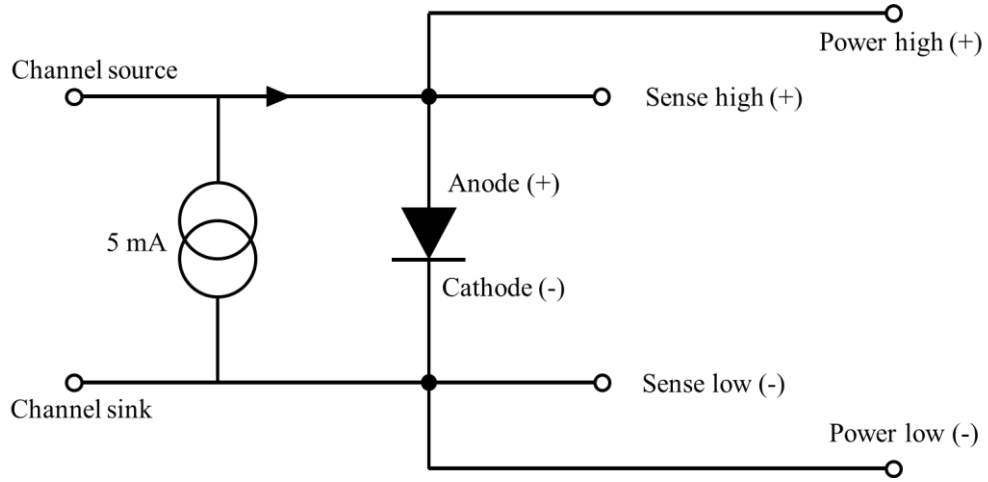 Power high (+)
Channel source
Sense high (+)
Anode (+)
5 mA
Cathode (-)
Sense low (-)
Channel sink
Power low (-)